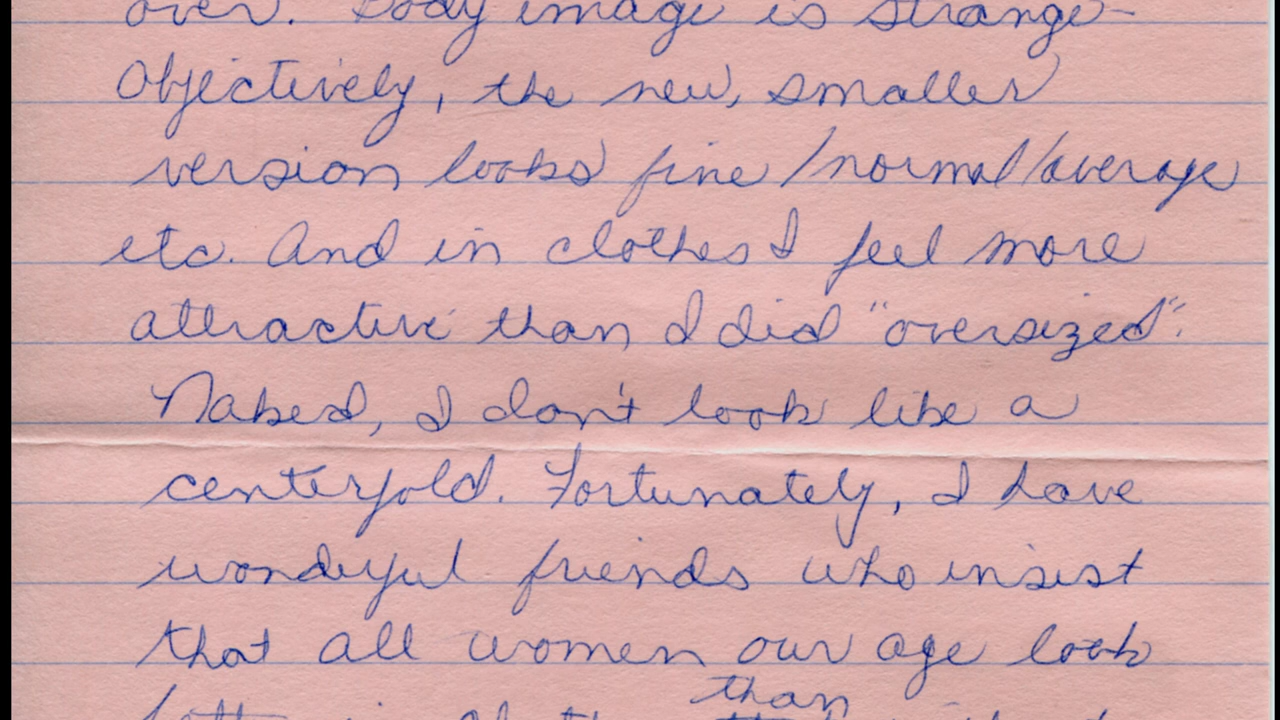 over. Body image is strange-
Objectively, the new, smaller
version looks fine/normal/average
etc. And in clothes I feel more
attractive than I did "oversized".
Naked, I don't look like a
centerfold. Fortunately, I have
wonderful friends who insist
that all women our age look
than